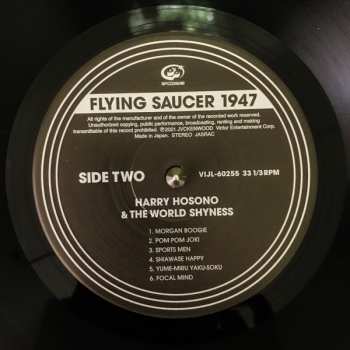 SPEEDSTAR
FLYING SAUCER 1947
All rights of the manufacturer and of the owner of the recorded work reserved.
Unauthorized copying, public performance, broadcasting, renting and making
transmittable of this record prohibited. ℗©2021 JVCKENWOOD Victor Entertainment Corp.
Made in Japan. STEREO JASRAC
SIDE TWO
VIJL-60255 33 1/3 RPM
HARRY HOSONO
& THE WORLD SHYNESS
1. MORGAN BOOGIE
2. POM POM JOKI
3. SPORTS MEN
4. SHIAWASE HAPPY
5. YUME-MIRU YAKU-SOKU
6. FOCAL MIND